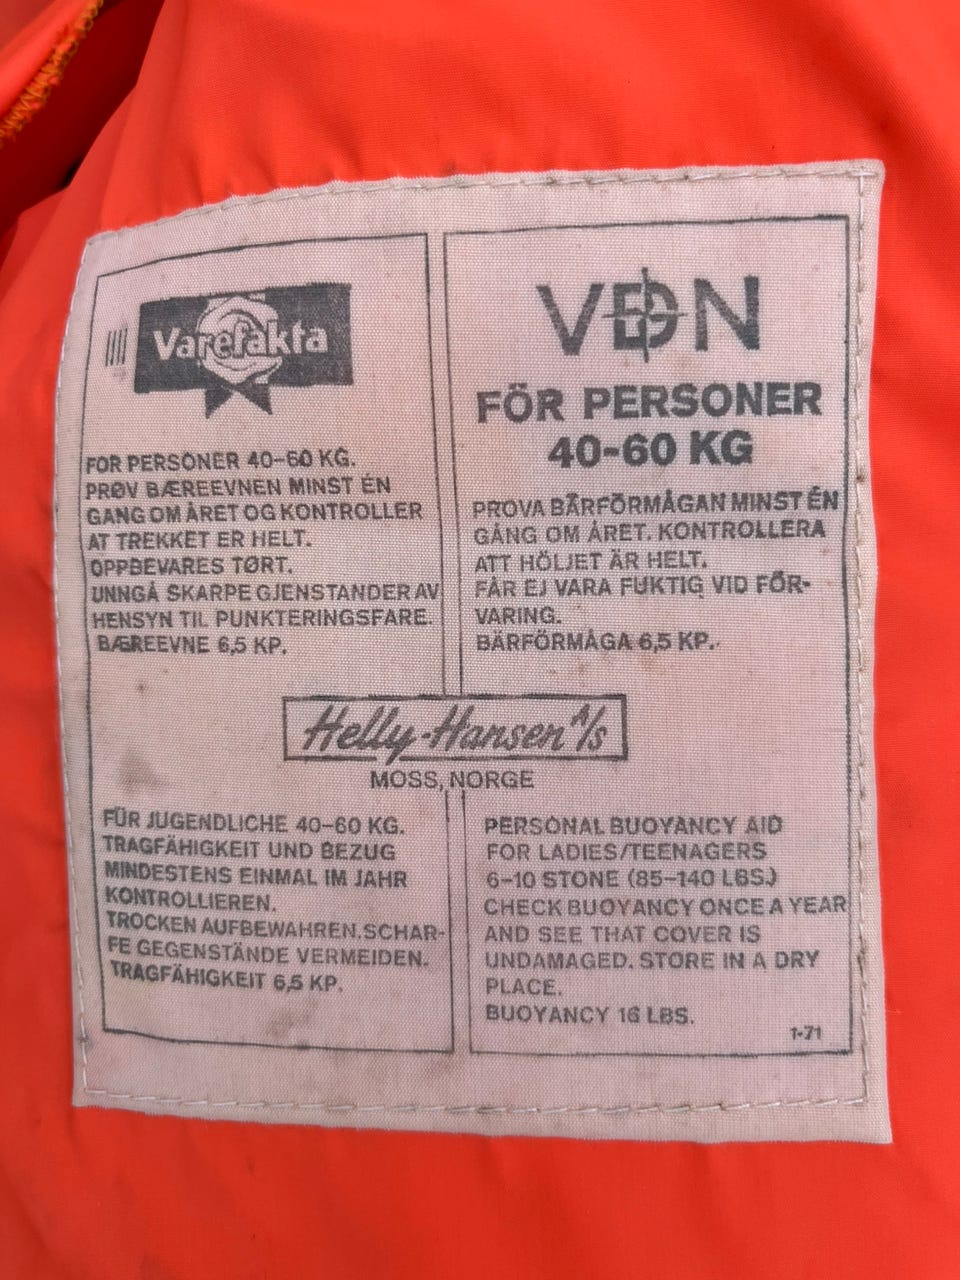 Varefakta
FOR PERSONER 40-60 KG.
PRØV BÆREEVNEN MINST ÉN
GANG OM ÅRET OG KONTROLLER
AT TREKKET ER HELT.
OPPBEVARES TØRT.
UNNGÅ SKARPE GJENSTANDER AV
HENSYN TIL PUNKTERINGSFARE.
BÆREEVNE 6,5 KP.
VDN
FÖR PERSONER
40-60 KG
PROVA BÄRFÖRMÅGAN MINST ÉN
GÅNG OM ÅRET. KONTROLLERA
ATT HÖLJET ÄR HELT.
FÅR EJ VARA FUKTIG VID FÖR-
VARING.
BÄRFÖRMÅGA 6,5 KP.
Helly-Hansen A/s
MOSS, NORGE
FÜR JUGENDLICHE 40-60 KG.
TRAGFÄHIGKEIT UND BEZUG
MINDESTENS EINMAL IM JAHR
KONTROLLIEREN.
TROCKEN AUFBEWAHREN. SCHAR-
FE GEGENSTÄNDE VERMEIDEN.
TRAGFÄHIGKEIT 6,5 KP.
PERSONAL BUOYANCY AID
FOR LADIES/TEENAGERS
6-10 STONE (85-140 LBS.)
CHECK BUOYANCY ONCE A YEAR
AND SEE THAT COVER IS
UNDAMAGED. STORE IN A DRY
PLACE.
BUOYANCY 16 LBS.
1-71